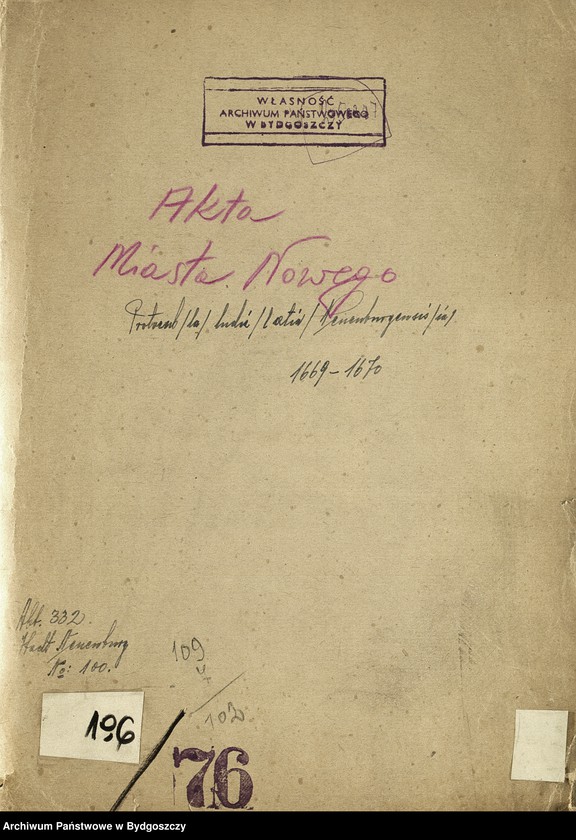 WŁASNOŚĆ
ARCHIWUM PAŃSTWOWEGO
W BYDGOSZCZY
Akta
Miasta Nowego
1669-1670
Abt. 332.
Stadt Neuenburg
No: 100.
109
102
196
76
Archiwum Państwowe w Bydgoszczy